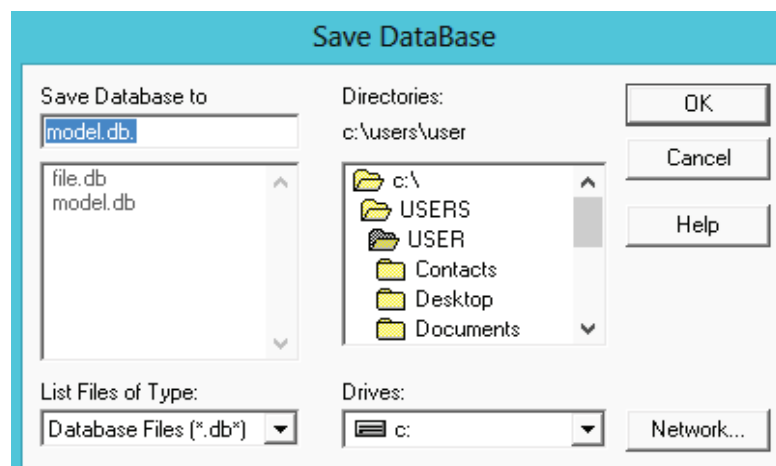 Save DataBase
Save Database to
model.db.
file.db
model.db
List Files of Type:
Database Files (*.db*)
Directories:
c:\users\user
c:\
USERS
USER
Contacts
Desktop
Documents
Drives:
c:
OK
Cancel
Help
Network...